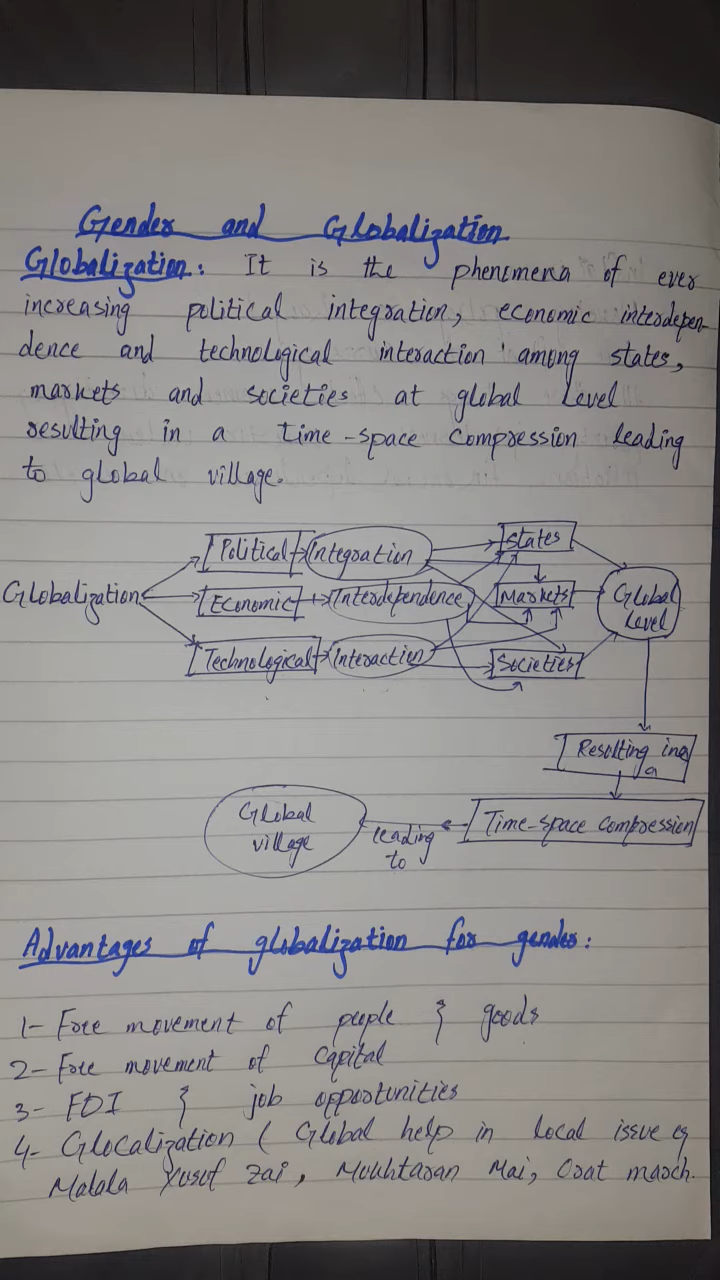 Gender and Globalization
Globalization: It is the phenomena of ever
increasing political integration, economic interdepen-
dence and technological interaction among states,
markets and societies at global level
resulting in a time-space compression leading
to global village.
Globalization
Political
Integration
States
Economic
Interdependence
Markets
Global
level
Technological
Interaction
Societies
Resulting in
a
Time-space compression
leading
to
Global
village
Advantages of globalization for gender:
1- Free movement of people & goods
2- Free movement of capital
3- FDI & job opportunities
4- Glocalization ( Global help in local issue eg
Malala Yusuf zai, Moukhtaran Mai, Orat march.